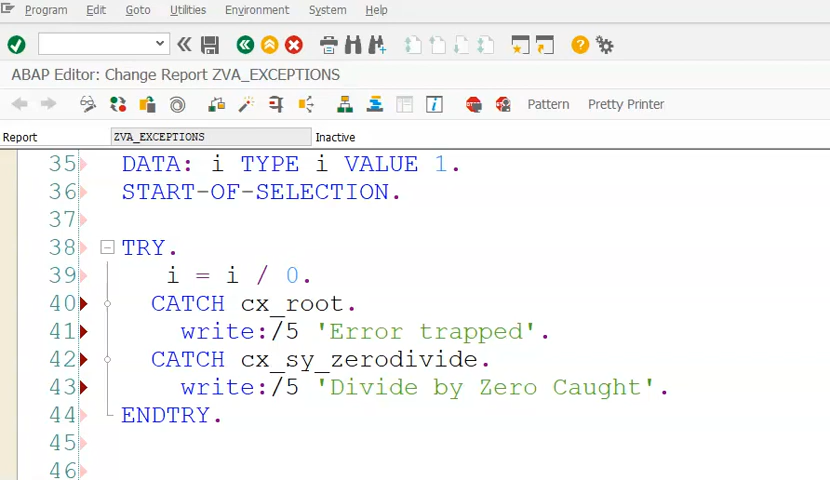 Program Edit Goto Utilities Environment System Help
ABAP Editor: Change Report ZVA_EXCEPTIONS
Pattern Pretty Printer
Report ZVA_EXCEPTIONS Inactive
35 DATA: i TYPE i VALUE 1.
36 START-OF-SELECTION.
37
38 TRY.
39 i = i / 0.
40 CATCH cx_root.
41 write:/5 'Error trapped'.
42 CATCH cx_sy_zerodivide.
43 write:/5 'Divide by Zero Caught'.
44 ENDTRY.
45
46